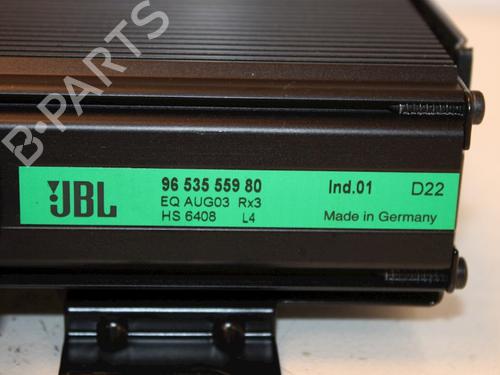 B-PARTS
JBL
96 535 559 80
Ind.01
D22
EQ AUG03 Rx3
HS 6408 L4
Made in Germany